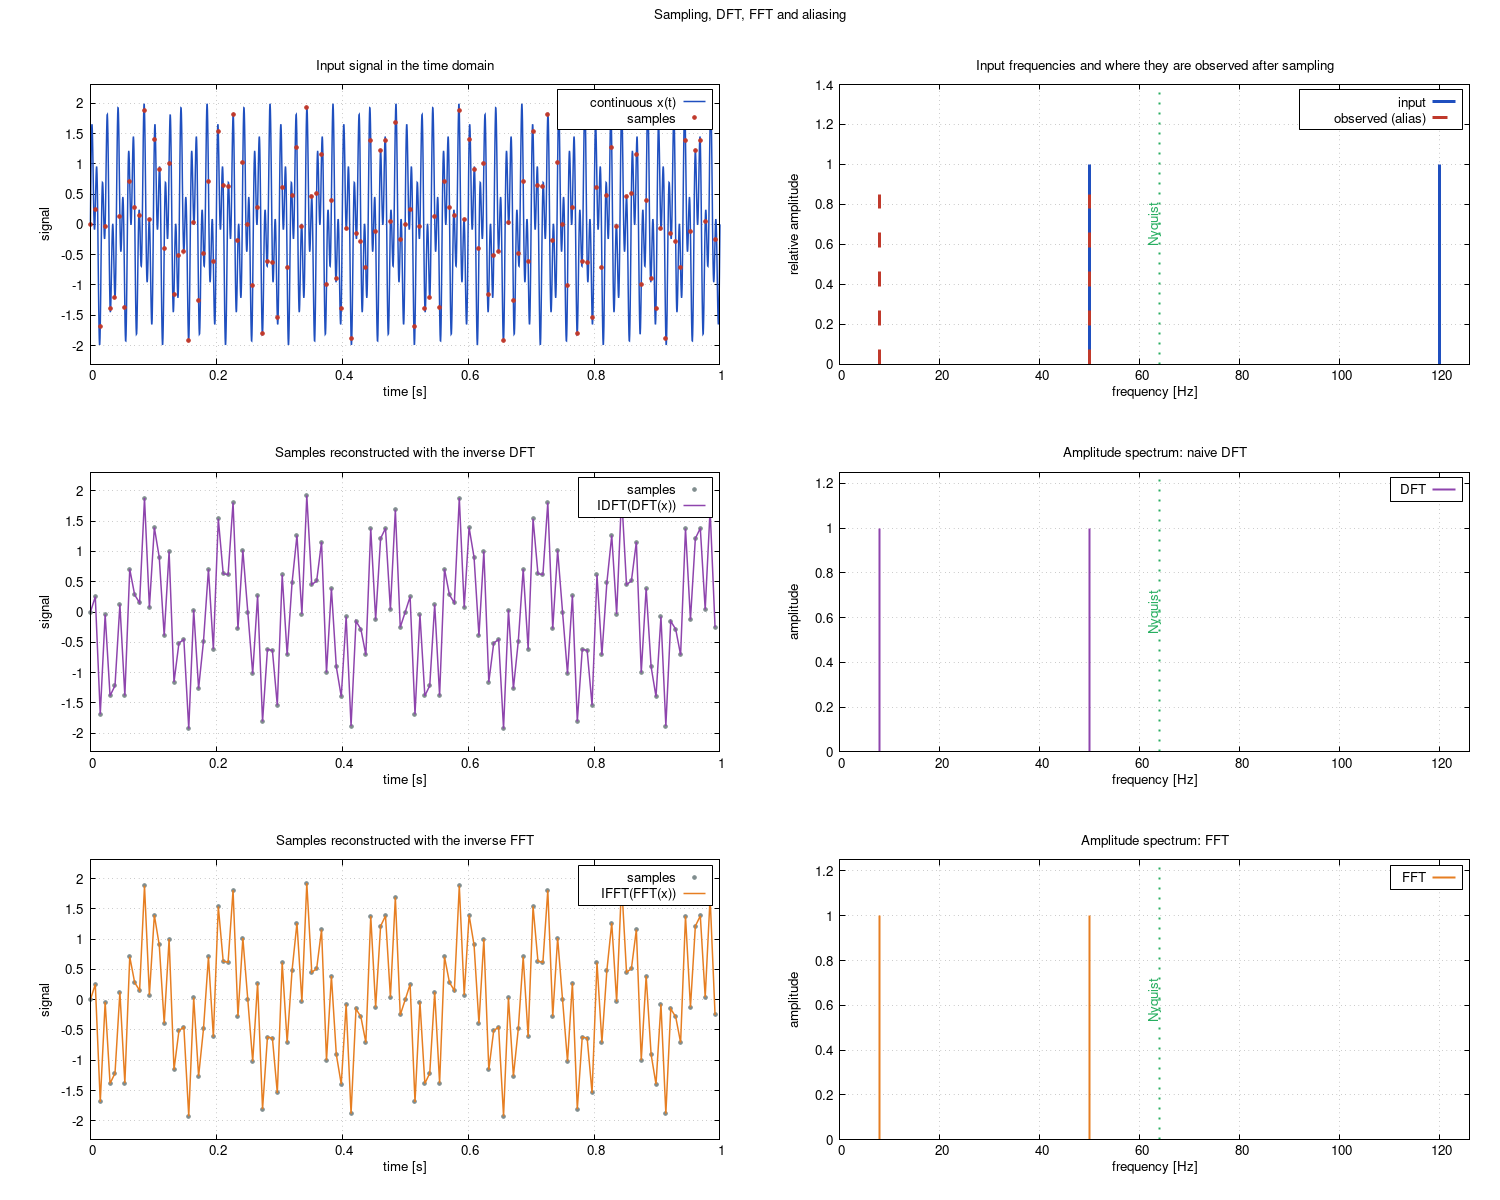 Sampling, DFT, FFT and aliasing
Input signal in the time domain
continuous x(t)
samples
signal
2
1.5
1
0.5
0
-0.5
-1
-1.5
-2
0 0.2 0.4 0.6 0.8 1
time [s]
Input frequencies and where they are observed after sampling
input
observed (alias)
relative amplitude
Nyquist
1.4
1.2
1
0.8
0.6
0.4
0.2
0
0 20 40 60 80 100 120
frequency [Hz]
Samples reconstructed with the inverse DFT
samples
IDFT(DFT(x))
signal
2
1.5
1
0.5
0
-0.5
-1
-1.5
-2
0 0.2 0.4 0.6 0.8 1
time [s]
Amplitude spectrum: naive DFT
DFT
amplitude
Nyquist
1.2
1
0.8
0.6
0.4
0.2
0
0 20 40 60 80 100 120
frequency [Hz]
Samples reconstructed with the inverse FFT
samples
IFFT(FFT(x))
signal
2
1.5
1
0.5
0
-0.5
-1
-1.5
-2
0 0.2 0.4 0.6 0.8 1
time [s]
Amplitude spectrum: FFT
FFT
amplitude
Nyquist
1.2
1
0.8
0.6
0.4
0.2
0
0 20 40 60 80 100 120
frequency [Hz]